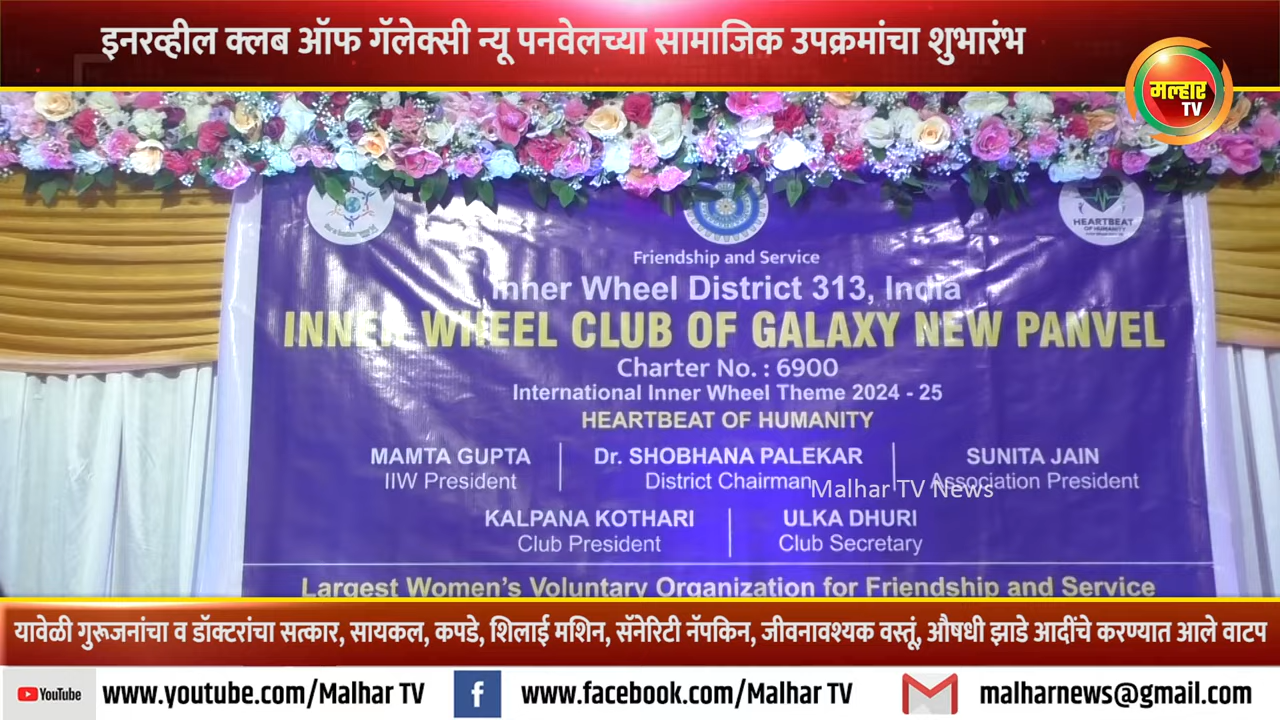 इनरव्हील क्लब ऑफ गॅलेक्सी न्यू पनवेलच्या सामाजिक उपक्रमांचा शुभारंभ
मल्हार
TV
HEARTBEAT
OF HUMANITY
Friendship and Service
Inner Wheel District 313, India
INNER WHEEL CLUB OF GALAXY NEW PANVEL
Charter No. : 6900
International Inner Wheel Theme 2024 - 25
HEARTBEAT OF HUMANITY
MAMTA GUPTA Dr. SHOBHANA PALEKAR SUNITA JAIN
IIW President District Chairman Association President
Malhar TV News
KALPANA KOTHARI ULKA DHURI
Club President Club Secretary
Largest Women's Voluntary Organization for Friendship and Service
यावेळी गुरूजनांचा व डॉक्टरांचा सत्कार, सायकल, कपडे, शिलाई मशिन, सॅनेरिटी नॅपकिन, जीवनावश्यक वस्तूं, औषधी झाडे आदींचे करण्यात आले वाटप
YouTube www.youtube.com/Malhar TV f www.facebook.com/Malhar TV malharnews@gmail.com